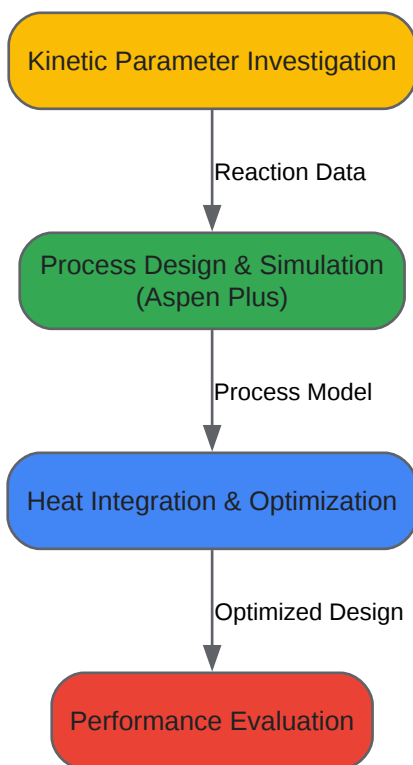 Kinetic Parameter Investigation
Reaction Data
Process Design & Simulation
(Aspen Plus)
Process Model
Heat Integration & Optimization
Optimized Design
Performance Evaluation